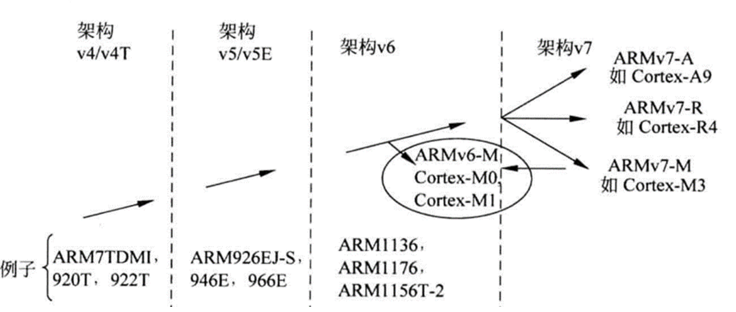 架构
v4/v4T
架构
v5/v5E
架构v6
架构v7
ARMv7-A
如 Cortex-A9
ARMv7-R
如 Cortex-R4
ARMv7-M
如 Cortex-M3
ARMv6-M
Cortex-M0,
Cortex-M1
例子
ARM7TDMI，
920T，922T
ARM926EJ-S，
946E，966E
ARM1136，
ARM1176，
ARM1156T-2